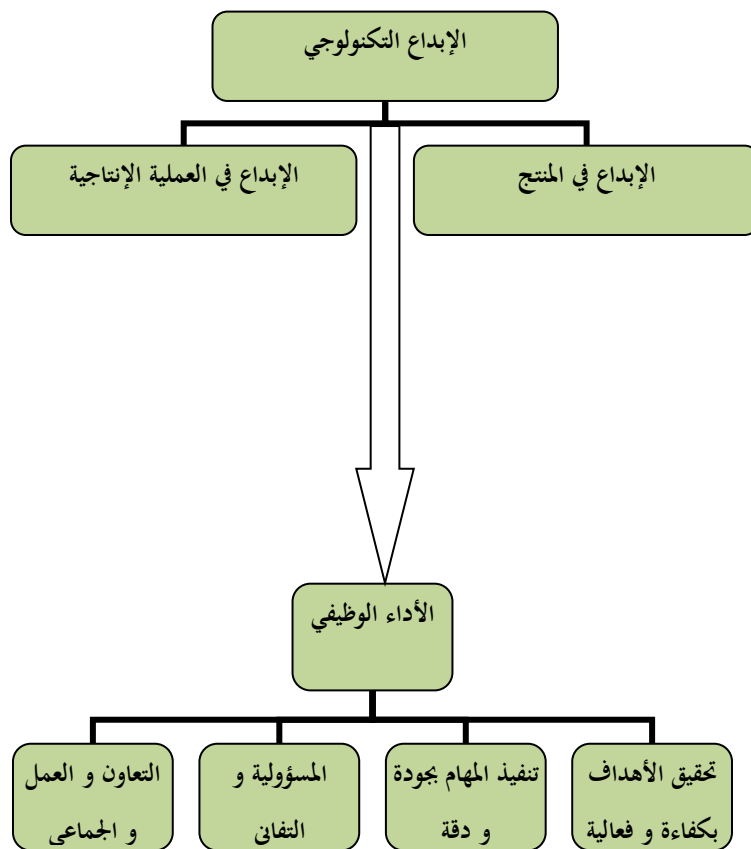 الإبداع التكنولوجي
الإبداع في المنتج
الإبداع في العملية الإنتاجية
الأداء الوظيفي
تحقيق الأهداف
بكفاءة و فعالية
تنفيذ المهام بجودة
و دقة
المسؤولية و
التفاني
التعاون و العمل
و الجماعي